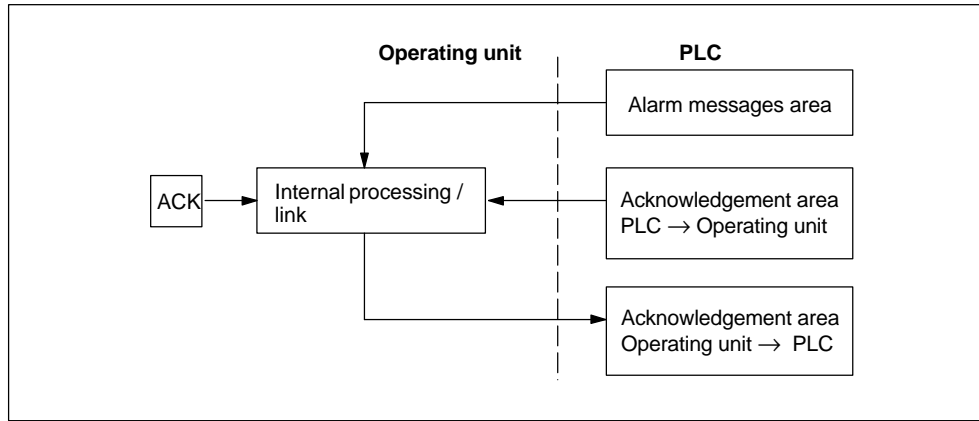 Operating unit
PLC
Alarm messages area
ACK
Internal processing /
link
Acknowledgement area
PLC → Operating unit
Acknowledgement area
Operating unit → PLC